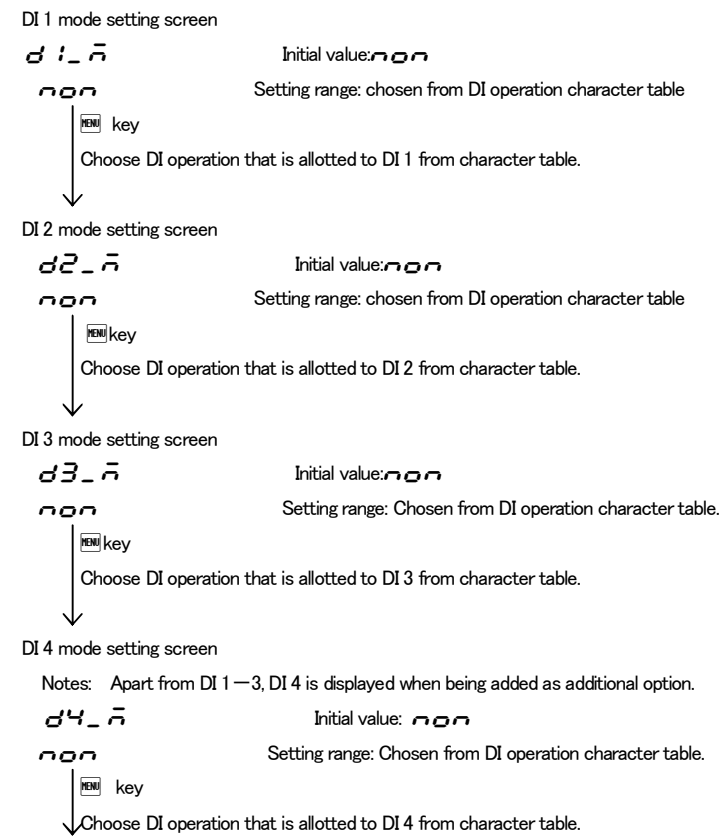 DI 1 mode setting screen
d1_ñ Initial value:non
non Setting range: chosen from DI operation character table
MENU key
Choose DI operation that is allotted to DI 1 from character table.
DI 2 mode setting screen
d2_ñ Initial value:non
non Setting range: chosen from DI operation character table
MENU key
Choose DI operation that is allotted to DI 2 from character table.
DI 3 mode setting screen
d3_ñ Initial value:non
non Setting range: Chosen from DI operation character table.
MENU key
Choose DI operation that is allotted to DI 3 from character table.
DI 4 mode setting screen
Notes: Apart from DI 1-3, DI 4 is displayed when being added as additional option.
d4_ñ Initial value: non
non Setting range: Chosen from DI operation character table.
MENU key
Choose DI operation that is allotted to DI 4 from character table.